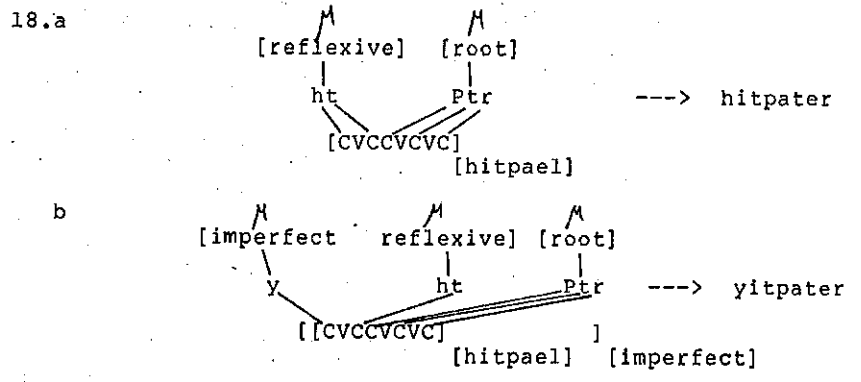 18.a
μ μ
[reflexive] [root]
ht Ptr ---> hitpater
[CVCCVCVC]
[hitpael]
b
μ μ μ
[imperfect reflexive] [root]
y ht Ptr ---> yitpater
[[CVCCVCVC] ]
[hitpael] [imperfect]